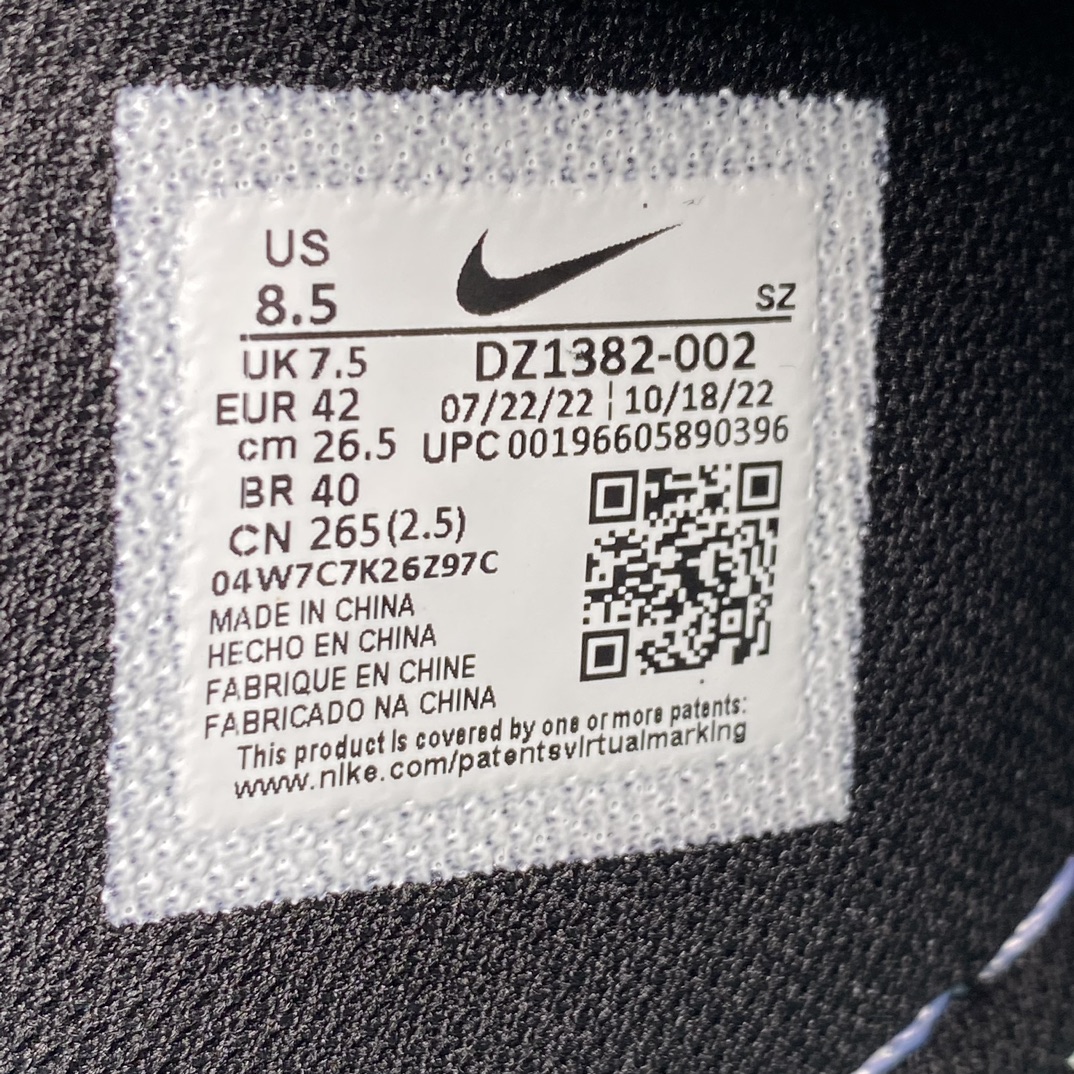 US
8.5
SZ
UK 7.5
DZ1382-002
EUR 42
07/22/22 | 10/18/22
cm 26.5
UPC 00196605890396
BR 40
CN 265(2.5)
04W7C7K26Z97C
MADE IN CHINA
HECHO EN CHINA
FABRIQUE EN CHINE
FABRICADO NA CHINA
This product is covered by one or more patents:
www.nike.com/patentsvirtualmarking